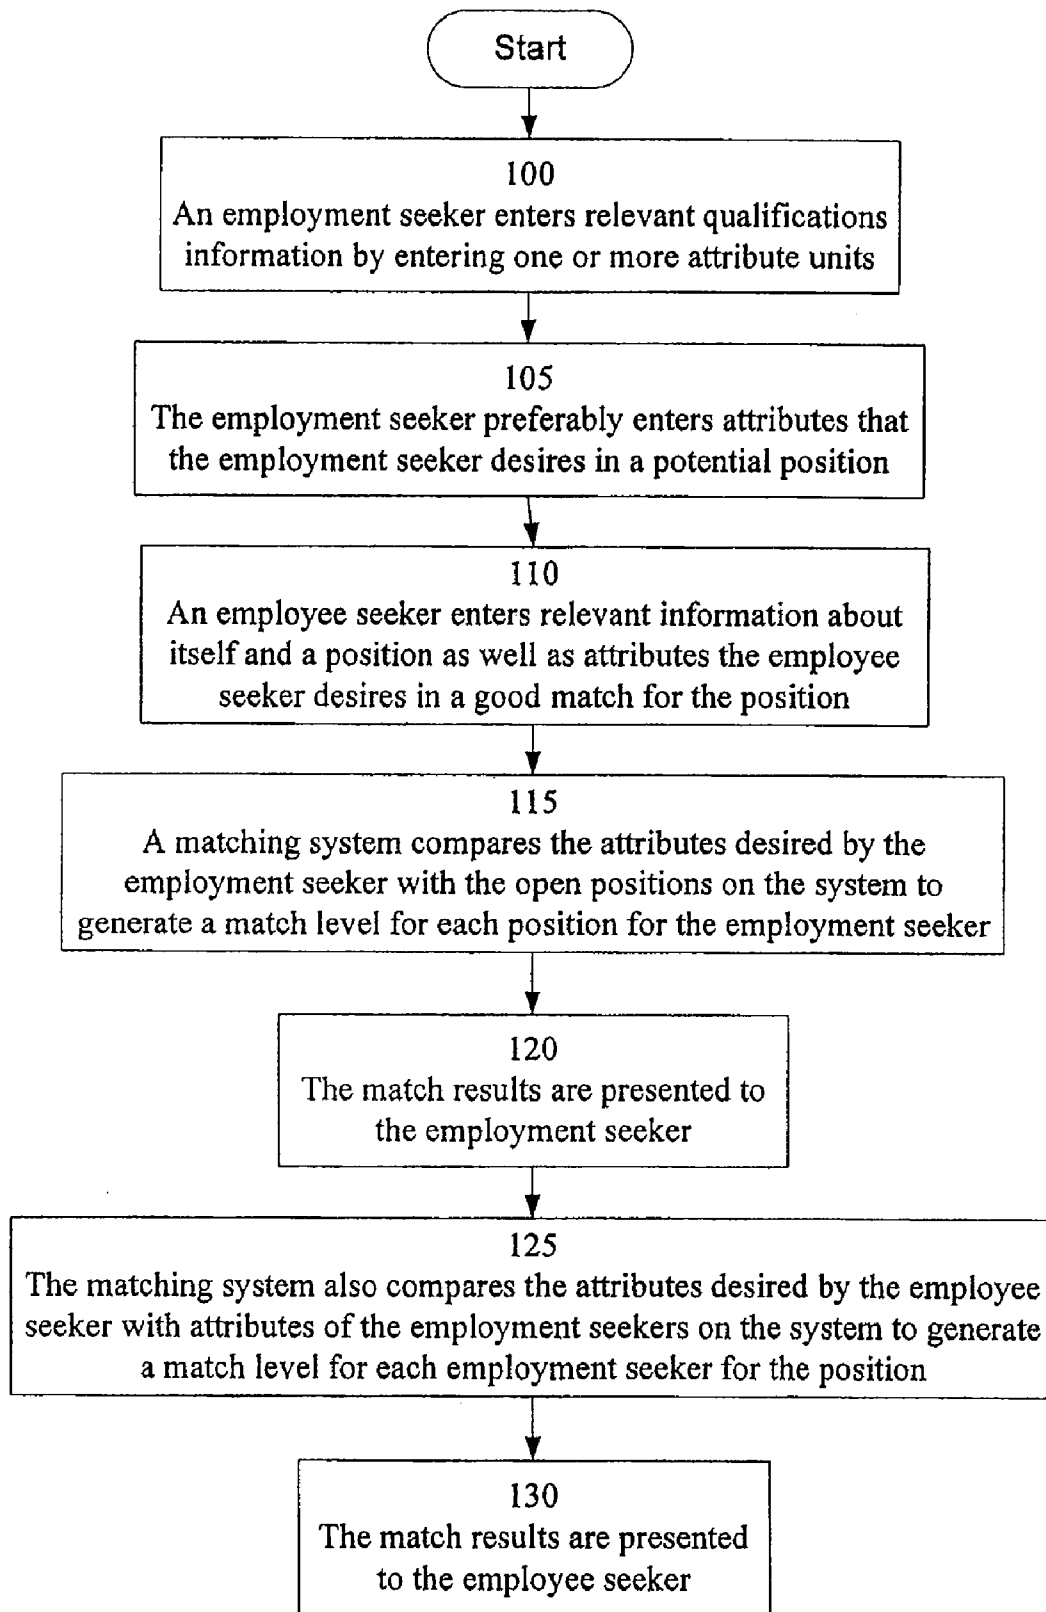 Start
100
An employment seeker enters relevant qualifications
information by entering one or more attribute units
105
The employment seeker preferably enters attributes that
the employment seeker desires in a potential position
110
An employee seeker enters relevant information about
itself and a position as well as attributes the employee
seeker desires in a good match for the position
115
A matching system compares the attributes desired by the
employment seeker with the open positions on the system to
generate a match level for each position for the employment seeker
120
The match results are presented to
the employment seeker
125
The matching system also compares the attributes desired by the employee
seeker with attributes of the employment seekers on the system to generate
a match level for each employment seeker for the position
130
The match results are presented
to the employee seeker